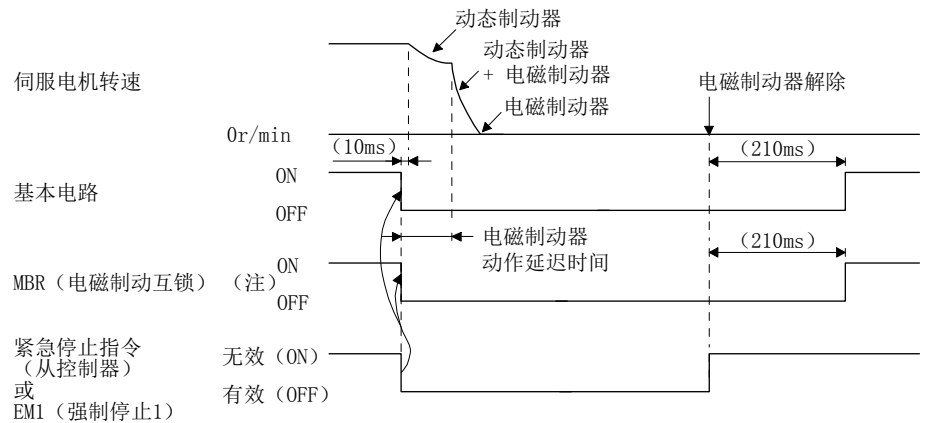 动态制动器
动态制动器
+ 电磁制动器
伺服电机转速
电磁制动器解除
电磁制动器
0r/min
（10ms）
（210ms）
ON
基本电路
OFF
电磁制动器
动作延迟时间
（210ms）
ON
MBR（电磁制动互锁）（注）
OFF
紧急停止指令
（从控制器）
或
EM1（强制停止1）
无效（ON）
有效（OFF）